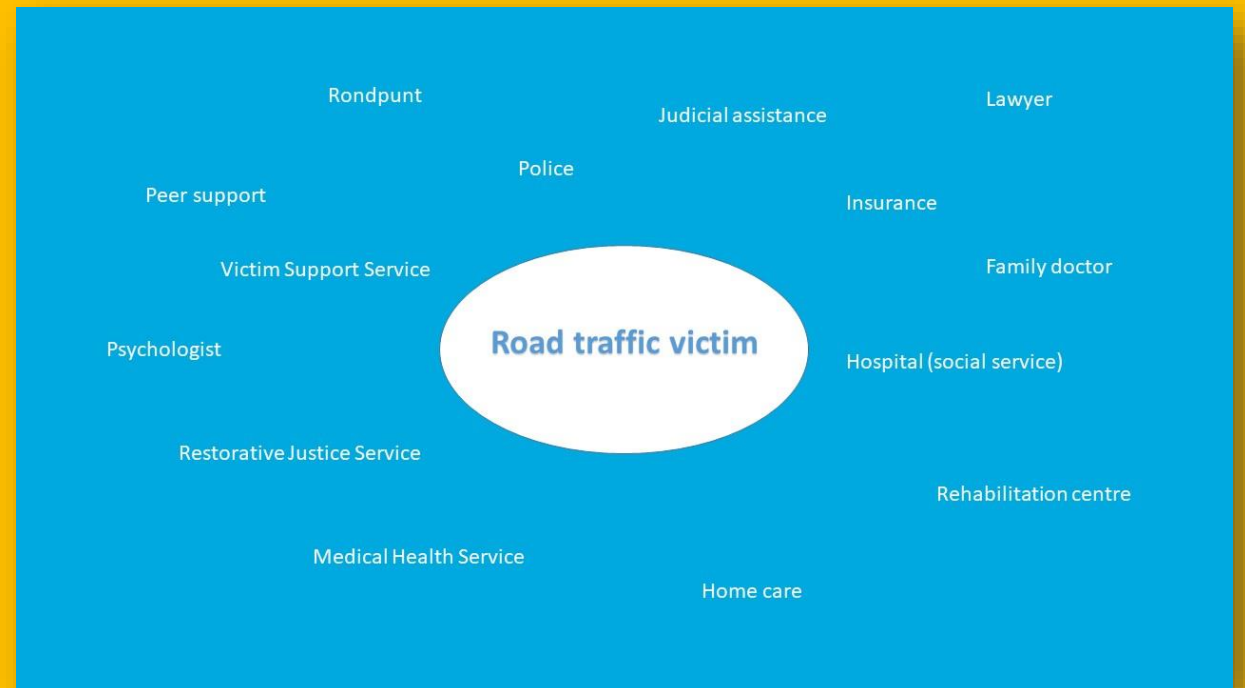 Rondpunt
Lawyer
Judicial assistance
Police
Peer support
Insurance
Victim Support Service
Family doctor
Road traffic victim
Psychologist
Hospital (social service)
Restorative Justice Service
Rehabilitation centre
Medical Health Service
Home care